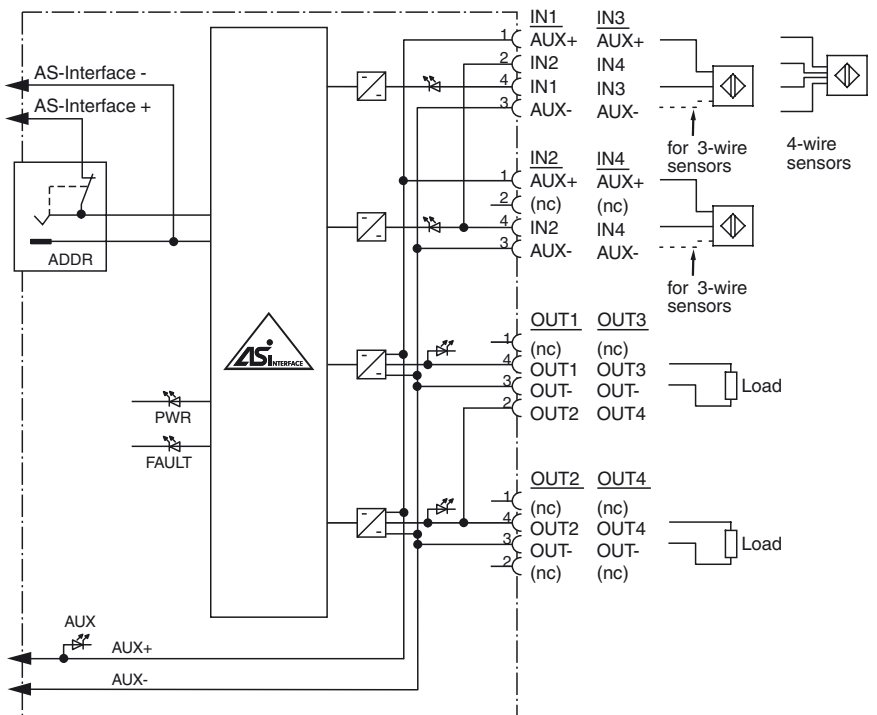 IN1 IN3
1 AUX+ AUX+
2 IN2 IN4
4 IN1 IN3
3 AUX- AUX-
AS-Interface -
AS-Interface +
for 3-wire
sensors
4-wire
sensors
IN2 IN4
1 AUX+ AUX+
2 (nc) (nc)
4 IN2 IN4
3 AUX- AUX-
for 3-wire
sensors
ADDR
ASi
INTERFACE
PWR
FAULT
OUT1 OUT3
1 (nc) (nc)
4 OUT1 OUT3
3 OUT- OUT-
2 OUT2 OUT4
Load
OUT2 OUT4
1 (nc) (nc)
4 OUT2 OUT4
3 OUT- OUT-
2 (nc) (nc)
Load
AUX
AUX+
AUX-